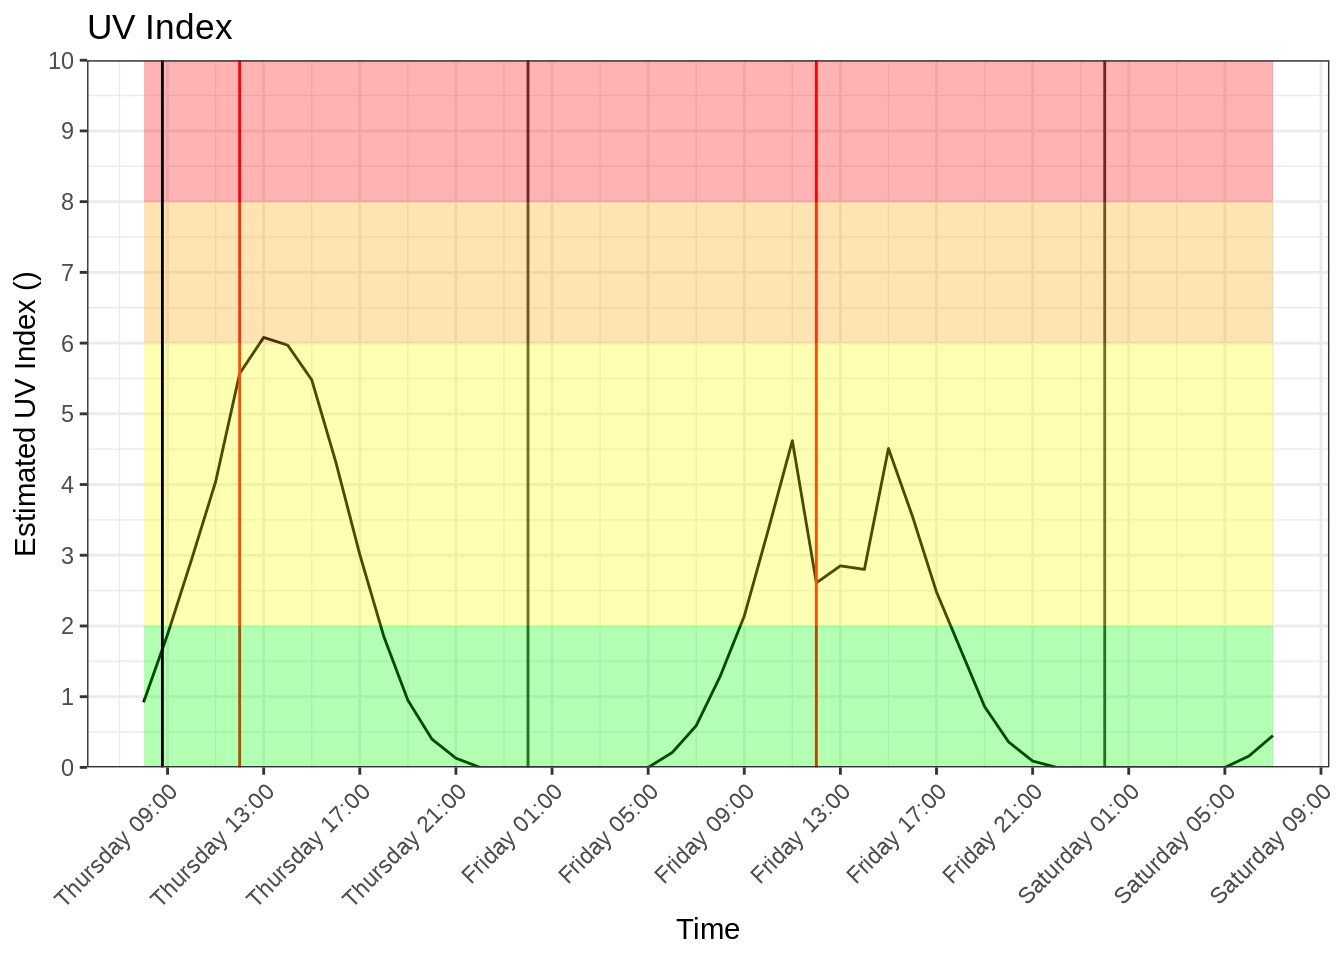 UV Index
10
9
8
7
6
5
4
3
2
1
0
Estimated UV Index ()
Thursday 09:00
Thursday 13:00
Thursday 17:00
Thursday 21:00
Friday 01:00
Friday 05:00
Friday 09:00
Friday 13:00
Friday 17:00
Friday 21:00
Saturday 01:00
Saturday 05:00
Saturday 09:00
Time